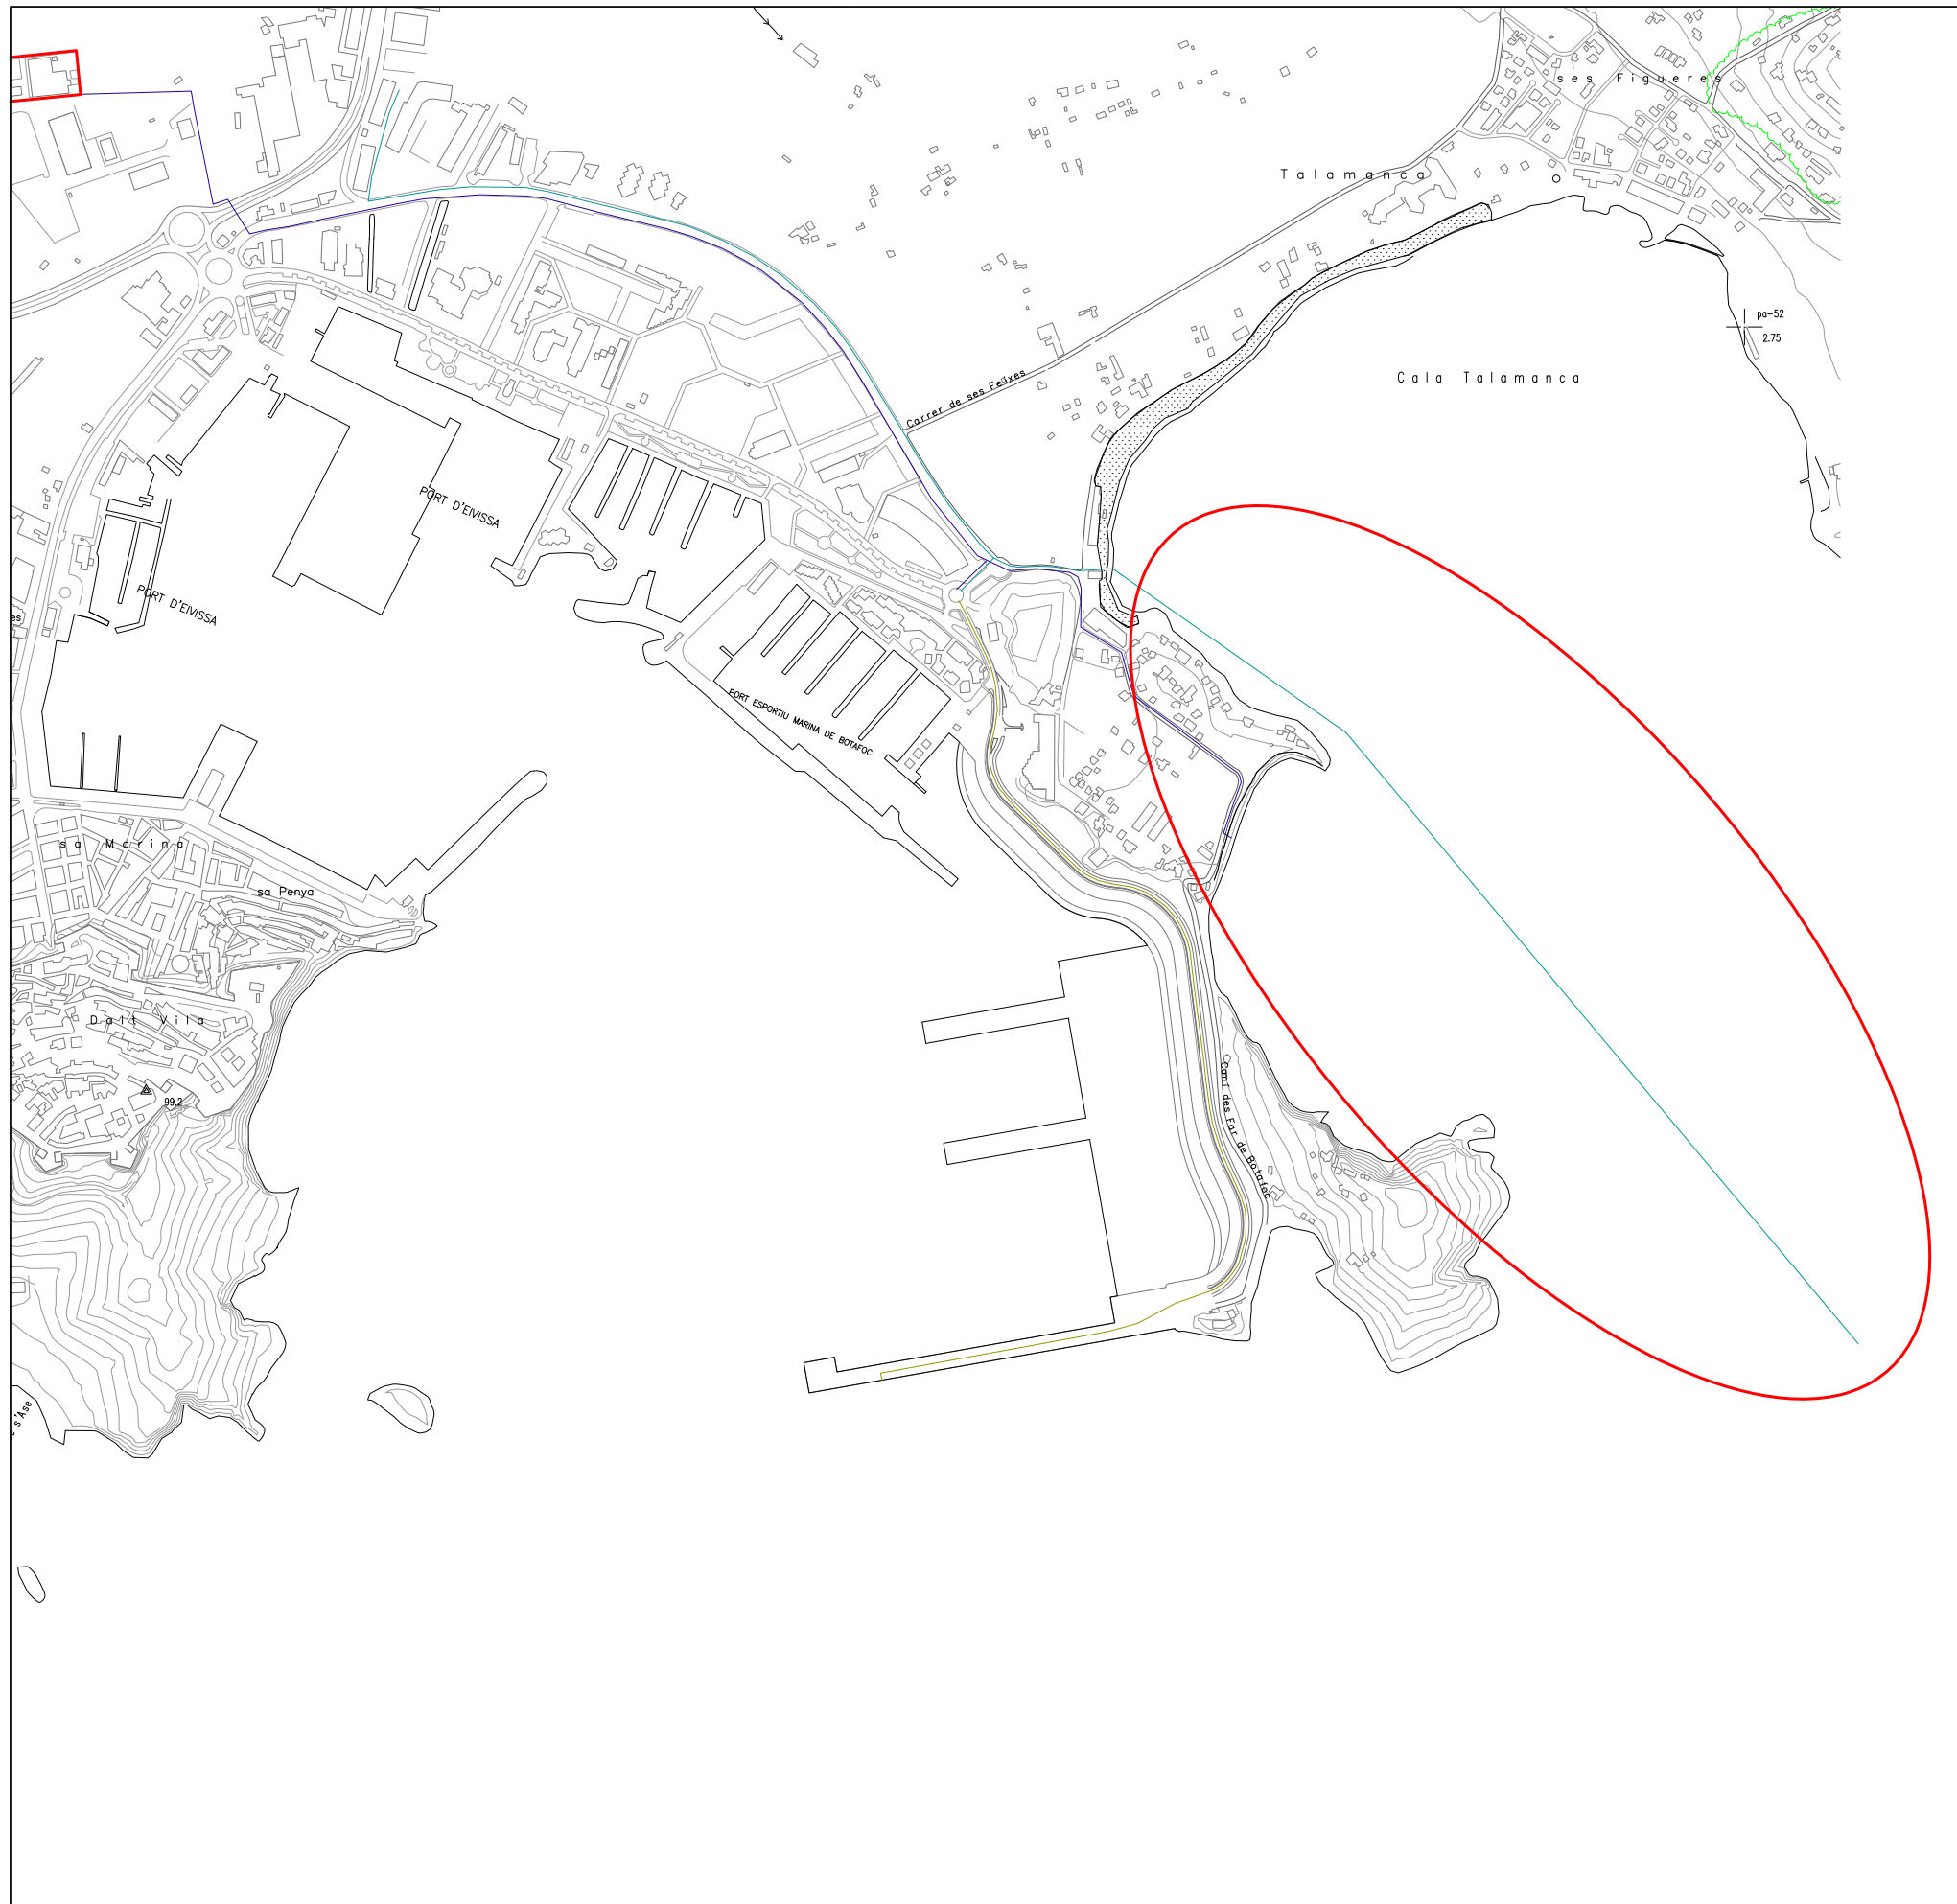 ses Figueres
Talamanca
pa-52
2.75
Cala Talamanca
Carrer de ses Feixes
PORT D'EIVISSA
PORT D'EIVISSA
es
PORT ESPORTIU MARINA DE BOTAFOC
sa Marina
sa Penya
Dalt Vila
99.2
Camí des Far de Botafoc
s'Ase